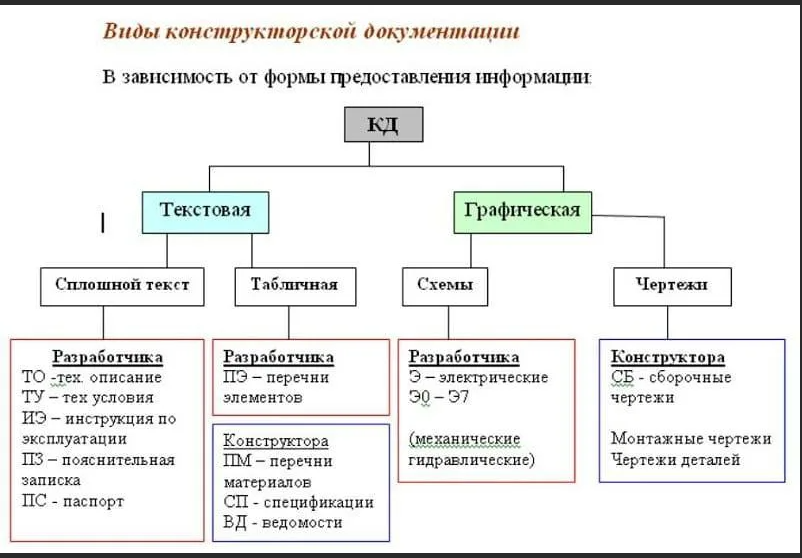 Виды конструкторской документации
В зависимость от формы предоставления информации:
КД
Текстовая
Графическая
Сплошной текст
Табличная
Схемы
Чертежи
Разработчика
ТО -тех. описание
ТУ – тех условия
ИЭ – инструкция по
эксплуатации
ПЗ – пояснительная
записка
ПС - паспорт
Разработчика
ПЭ – перечни
элементов
Конструктора
ПМ – перечни
материалов
СП - спецификации
ВД - ведомости
Разработчика
Э – электрические
Э0 – Э7
(механические
гидравлические)
Конструктора
СБ - сборочные
чертежи
Монтажные чертежи
Чертежи деталей